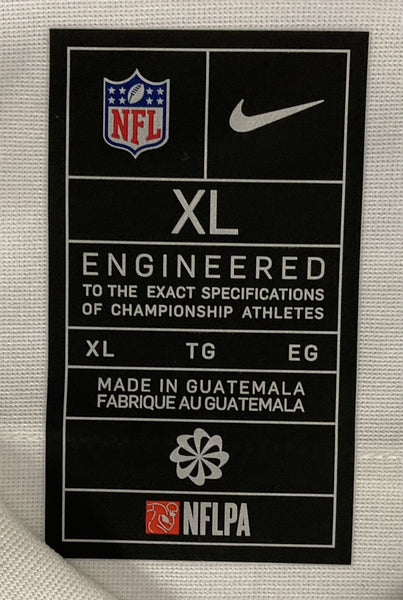 NFL
XL
ENGINEERED
TO THE EXACT SPECIFICATIONS
OF CHAMPIONSHIP ATHLETES
XL TG EG
MADE IN GUATEMALA
FABRIQUE AU GUATEMALA
NFLPA